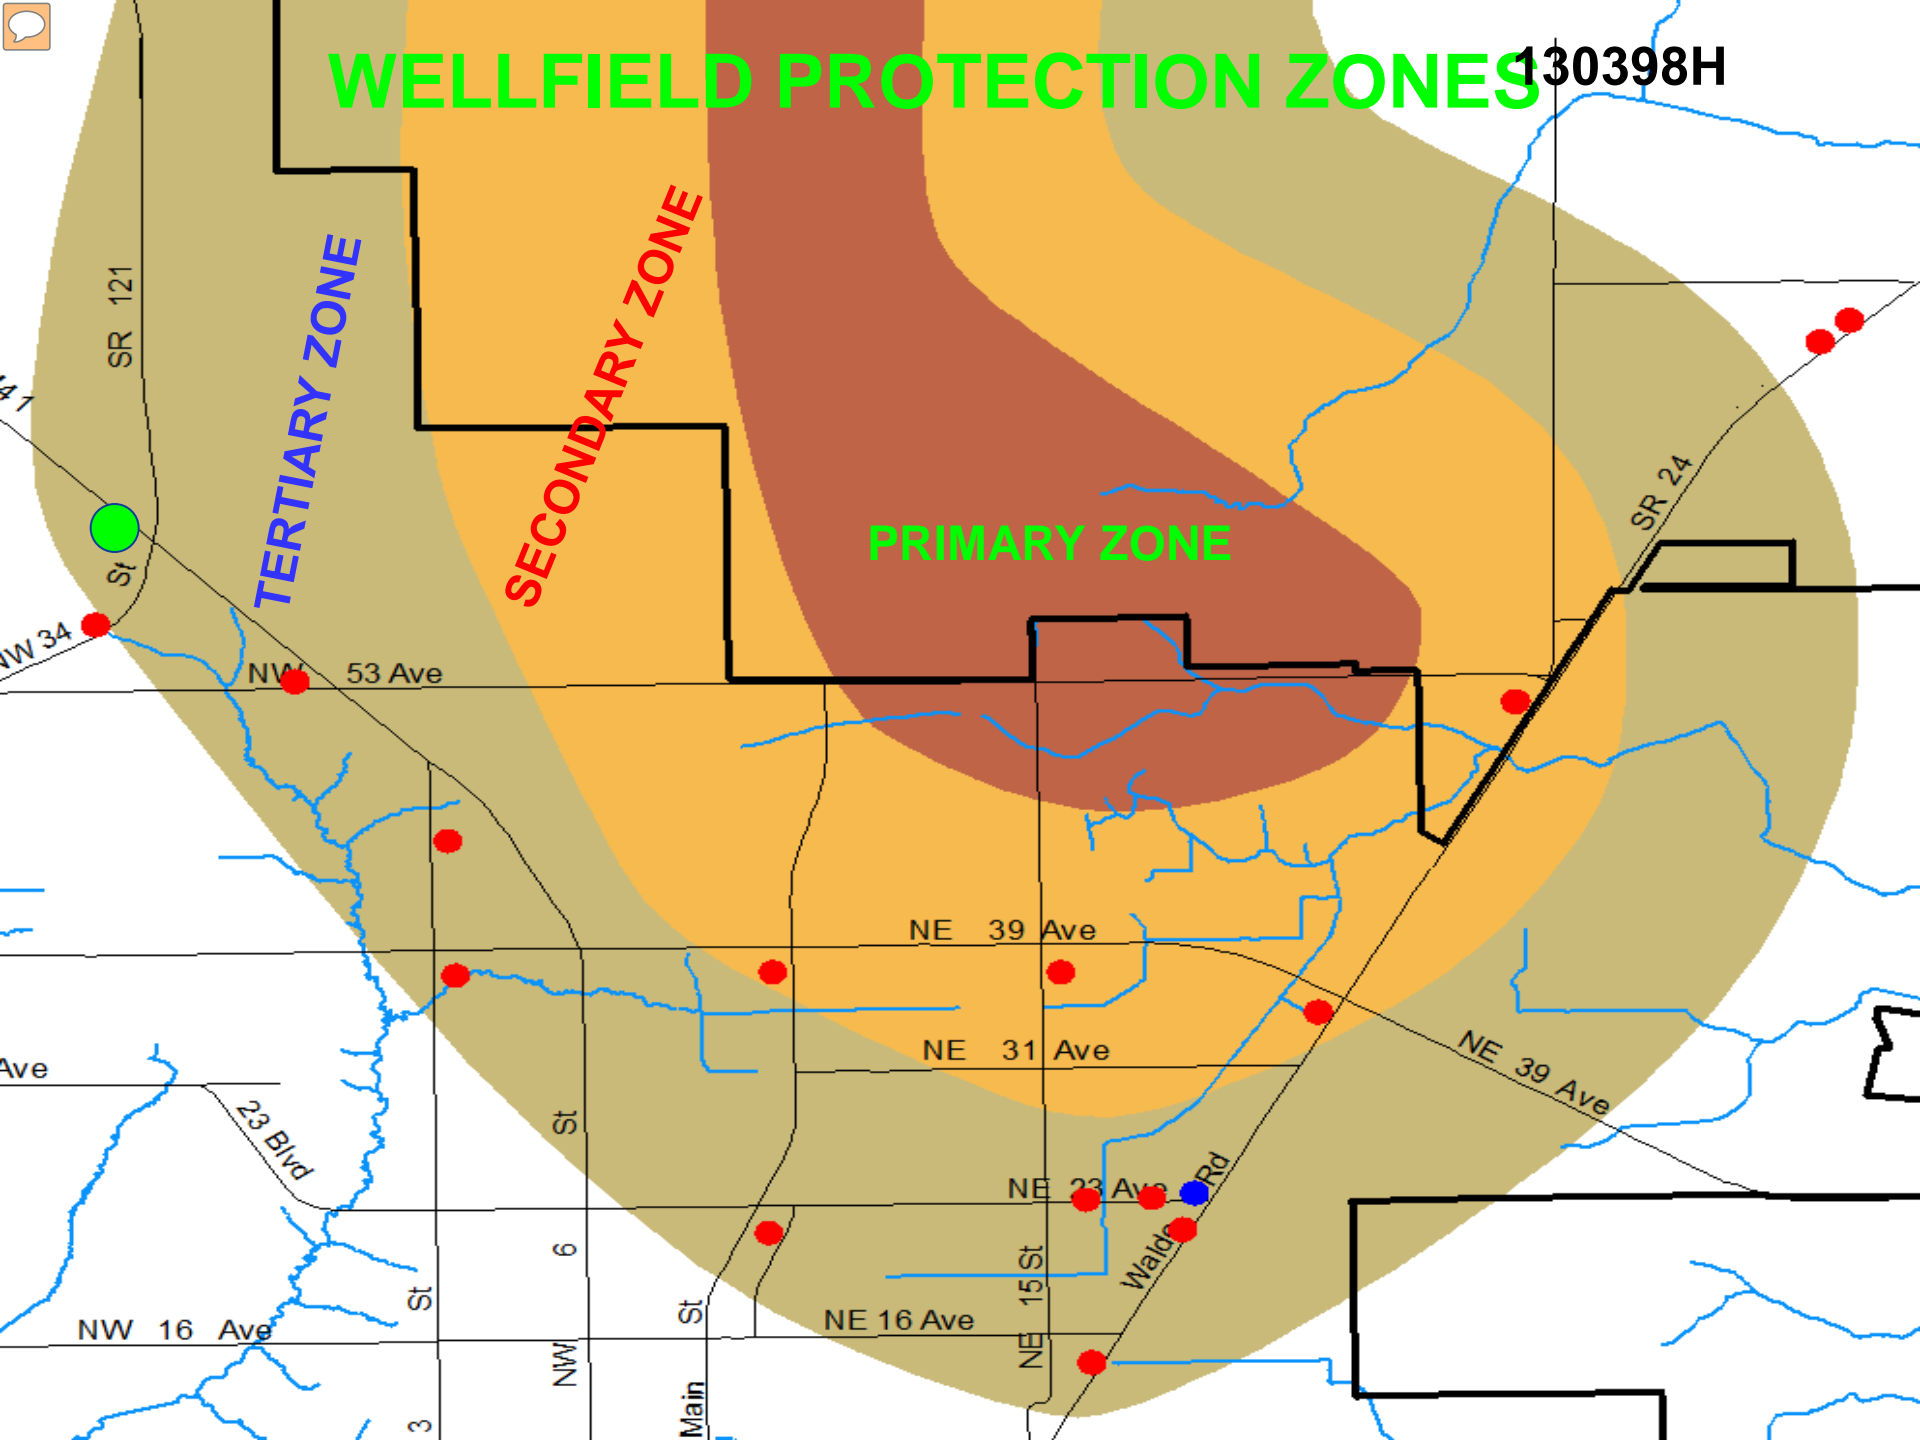 WELLFIELD PROTECTION ZONES
130398H
SR 121
TERTIARY ZONE
SECONDARY ZONE
441
PRIMARY ZONE
SR 24
St
NW 34
NW 53 Ave
NE 39 Ave
NE 31 Ave
NE 39 Ave
Ave
23 Blvd
St
NE 23 Ave
Rd
Waldo
6
St
St
NE 15 St
NW 16 Ave
NE 16 Ave
NW
Main
3